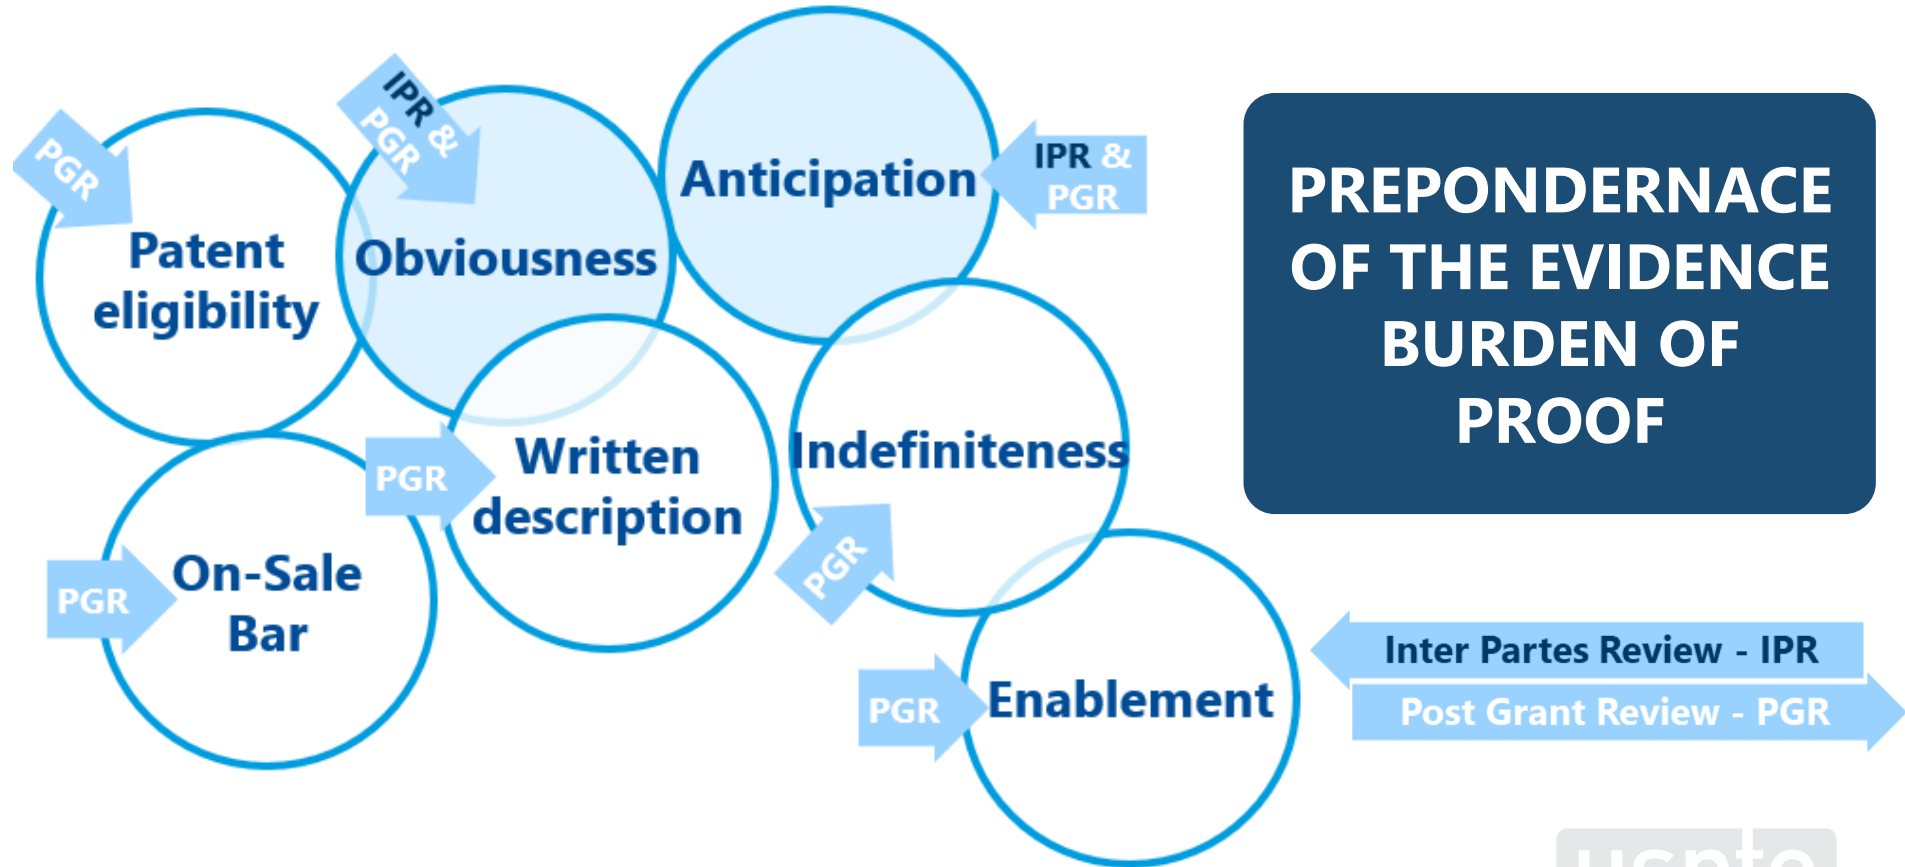 PGR
Patent
eligibility
IPR &
PGR
Obviousness
Anticipation
IPR &
PGR
PREPONDERNACE
OF THE EVIDENCE
BURDEN OF
PROOF
PGR
Written
description
Indefiniteness
PGR
PGR
On-Sale
Bar
PGR
Enablement
Inter Partes Review - IPR
Post Grant Review - PGR
uspto